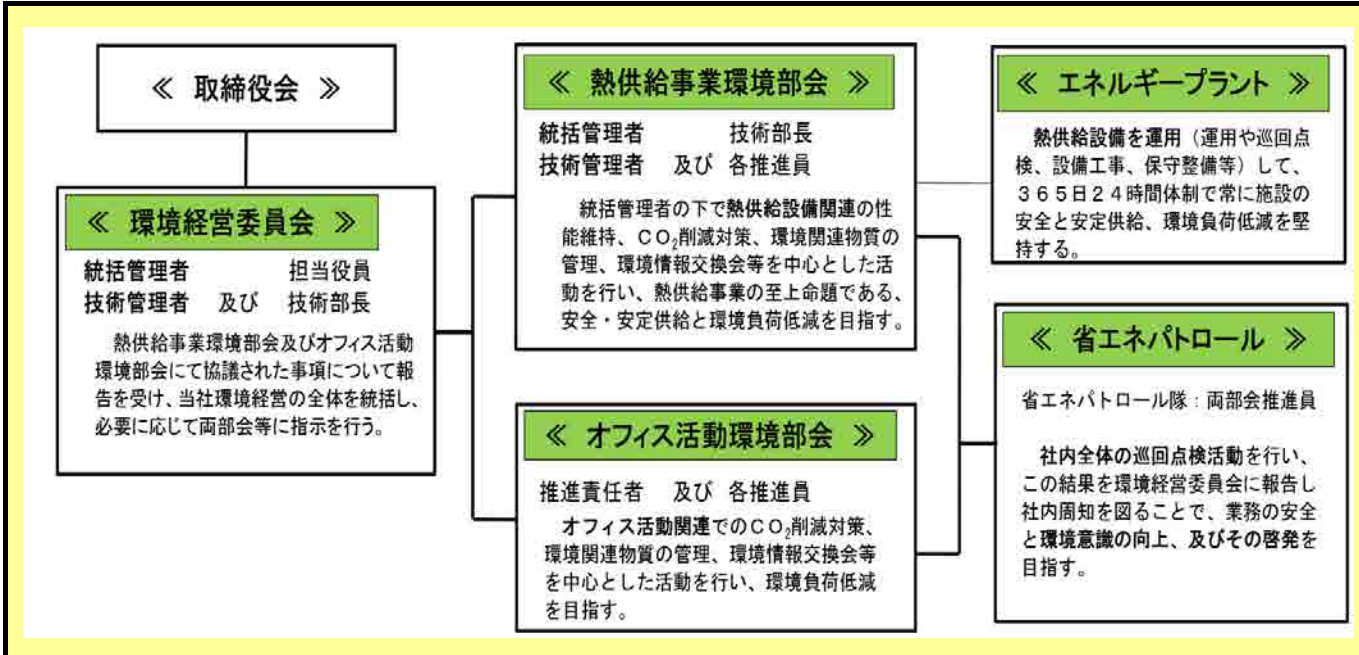 ≪ 取締役会 ≫
≪ 環境経営委員会 ≫
統括管理者 担当役員
技術管理者 及び 技術部長
熱供給事業環境部会及びオフィス活動
環境部会にて協議された事項について報
告を受け、当社環境経営の全体を統括し、
必要に応じて両部会等に指示を行う。
≪ 熱供給事業環境部会 ≫
統括管理者 技術部長
技術管理者 及び 各推進員
統括管理者の下で熱供給設備関連の性
能維持、CO₂削減対策、環境関連物質の
管理、環境情報交換会等を中心とした活
動を行い、熱供給事業の至上命題である、
安全・安定供給と環境負荷低減を目指す。
≪ オフィス活動環境部会 ≫
推進責任者 及び 各推進員
オフィス活動関連でのCO₂削減対策、
環境関連物質の管理、環境情報交換会等
を中心とした活動を行い、環境負荷低減
を目指す。
≪ エネルギープラント ≫
熱供給設備を運用（運用や巡回点
検、設備工事、保守整備等）して、
365日24時間体制で常に施設の
安全と安定供給、環境負荷低減を堅
持する。
≪ 省エネパトロール ≫
省エネパトロール隊：両部会推進員
社内全体の巡回点検活動を行い、
この結果を環境経営委員会に報告し
社内周知を図ることで、業務の安全
と環境意識の向上、及びその啓発を
目指す。